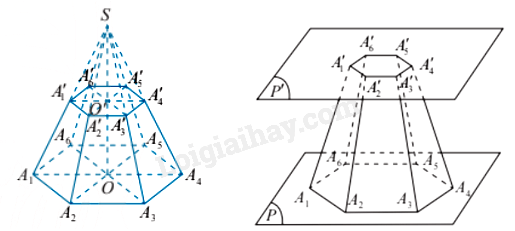 S
A'₆ A'₅
A'₁ A'₄
O'
A'₂ A'₃
A₆ A₅
A₁ O A₄
A₂ A₃
A'₆ A'₅
A'₁ A'₄
A'₂ A'₃
P'
A₆ A₅
A₁ A₄
A₂ A₃
P
loigiaihay.com